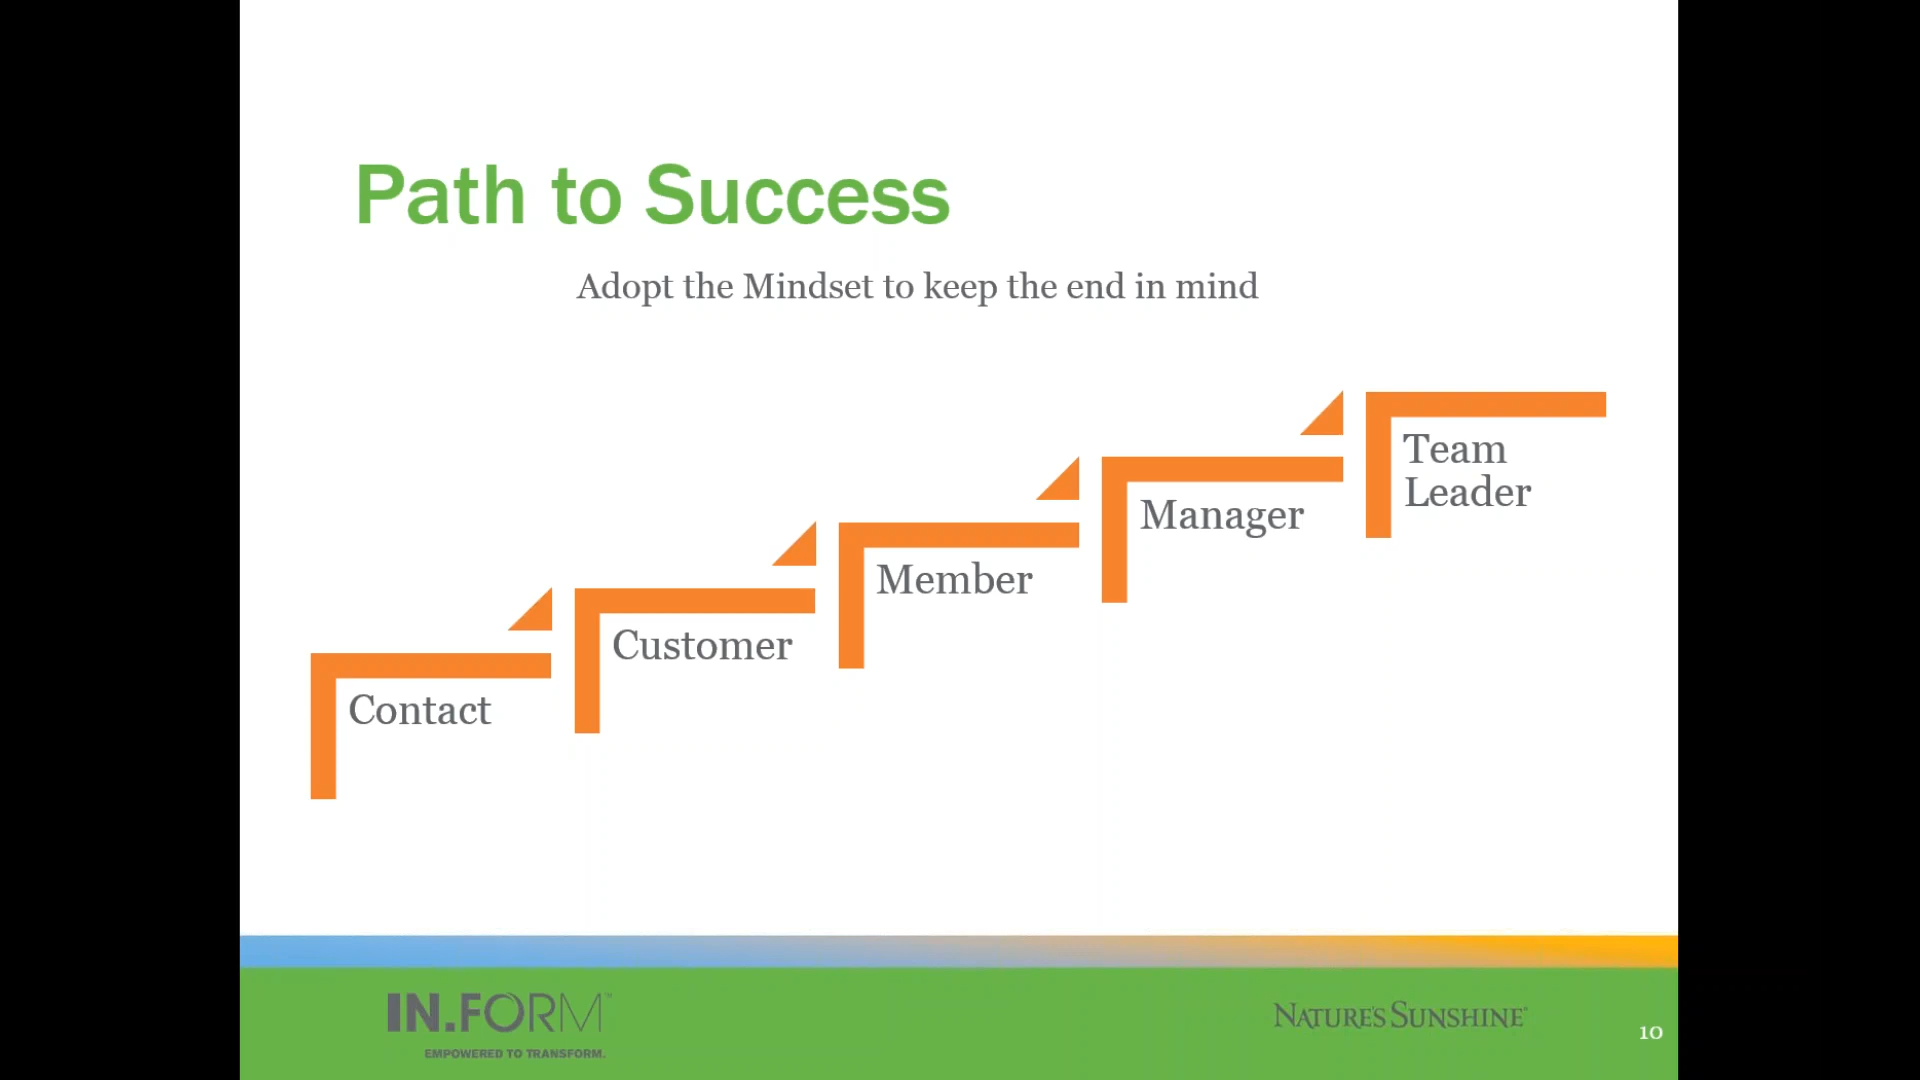 Path to Success
Adopt the Mindset to keep the end in mind
Contact
Customer
Member
Manager
Team
Leader
IN.FORM™
EMPOWERED TO TRANSFORM.
NATURE'S SUNSHINE®
10